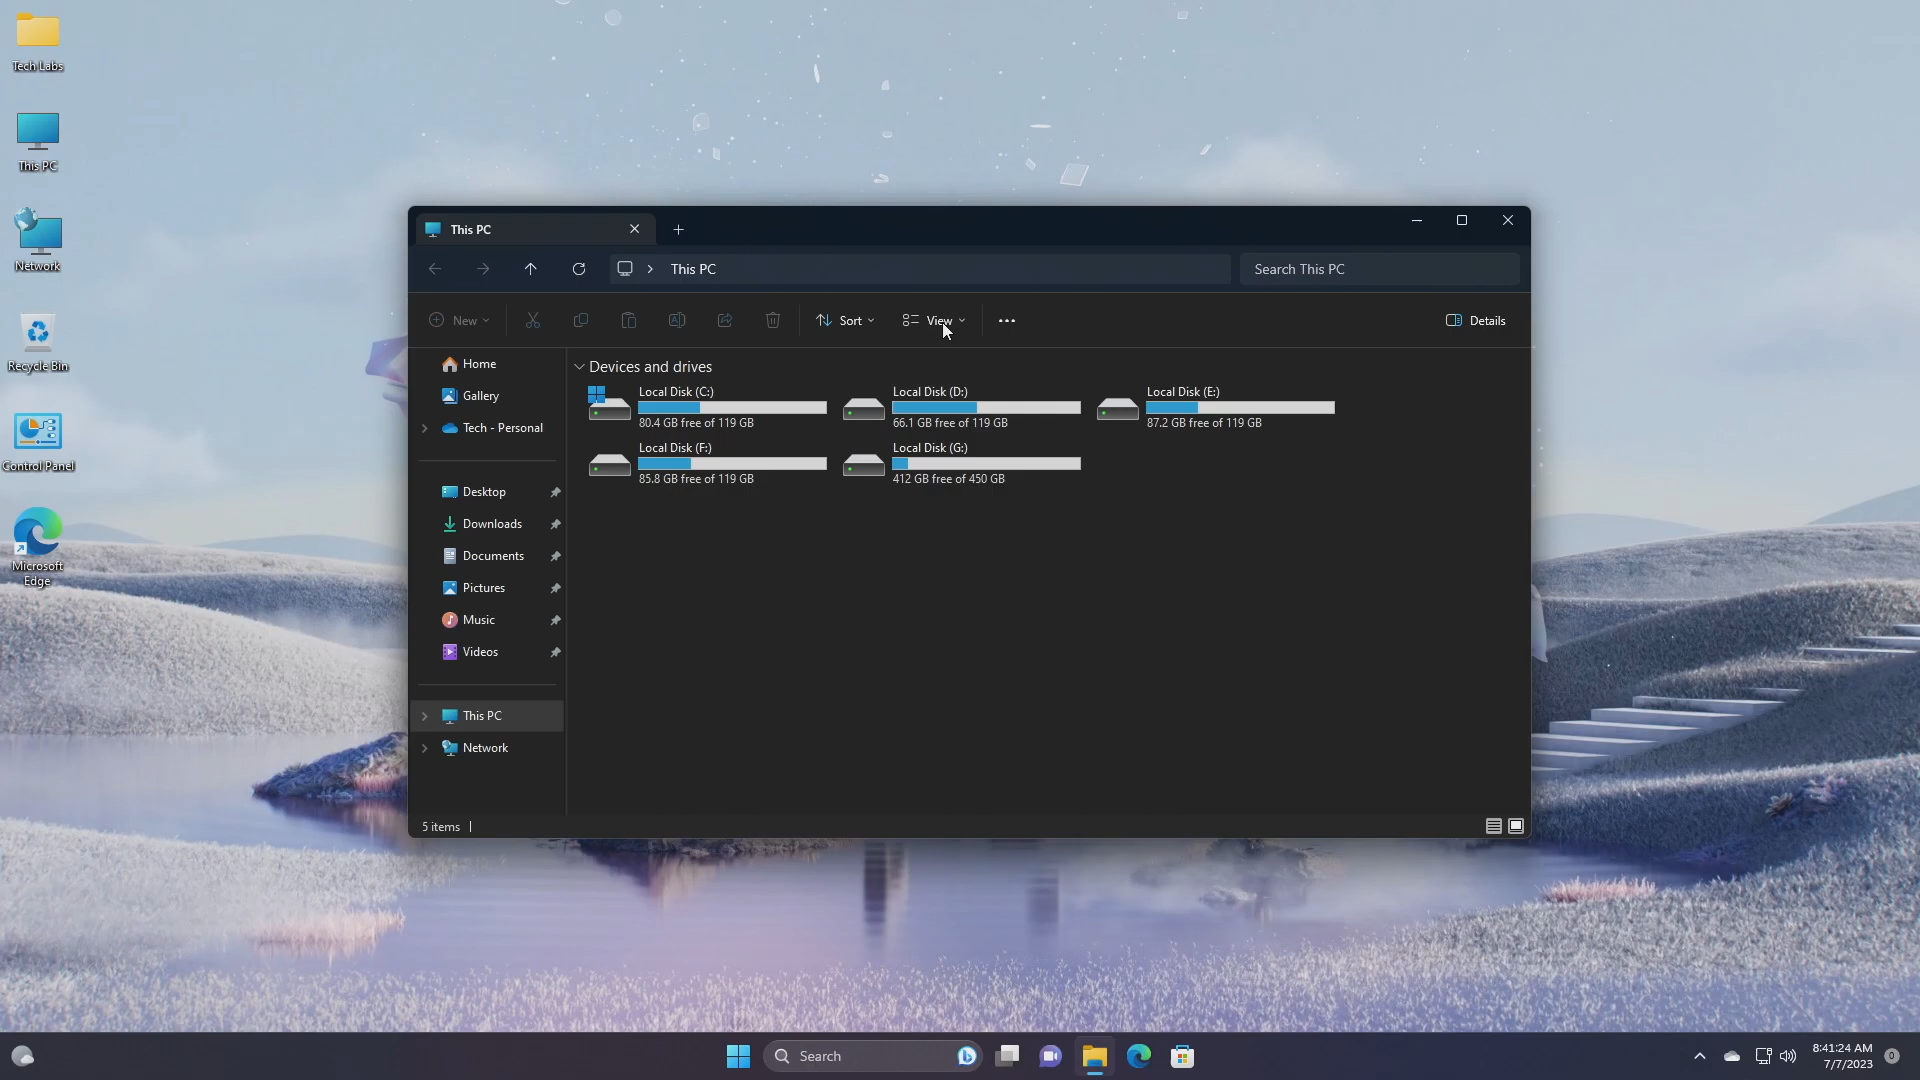 Tech Labs
This PC
Network
Recycle Bin
Control Panel
Microsoft
Edge
This PC
This PC
Search This PC
New
Sort
View
Details
Home
Gallery
Tech - Personal
Desktop
Downloads
Documents
Pictures
Music
Videos
This PC
Network
Devices and drives
Local Disk (C:)
80.4 GB free of 119 GB
Local Disk (D:)
66.1 GB free of 119 GB
Local Disk (E:)
87.2 GB free of 119 GB
Local Disk (F:)
85.8 GB free of 119 GB
Local Disk (G:)
412 GB free of 450 GB
5 items
Search
8:41:24 AM
7/7/2023
0